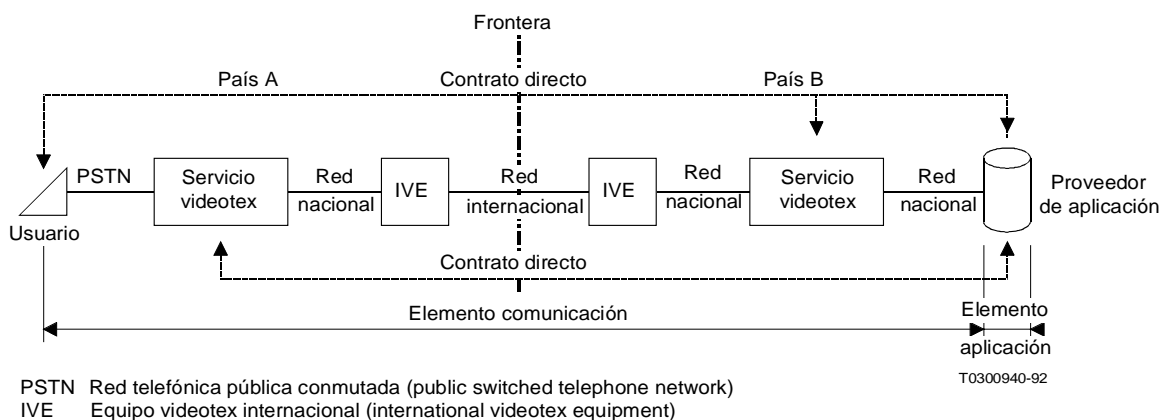 Frontera
País A
Contrato directo
País B
PSTN
Servicio
videotex
Red
nacional
IVE
Red
internacional
IVE
Red
nacional
Servicio
videotex
Red
nacional
Proveedor
de aplicación
Usuario
Contrato directo
Elemento comunicación
Elemento
aplicación
T0300940-92
PSTN Red telefónica pública conmutada (public switched telephone network)
IVE Equipo videotex internacional (international videotex equipment)